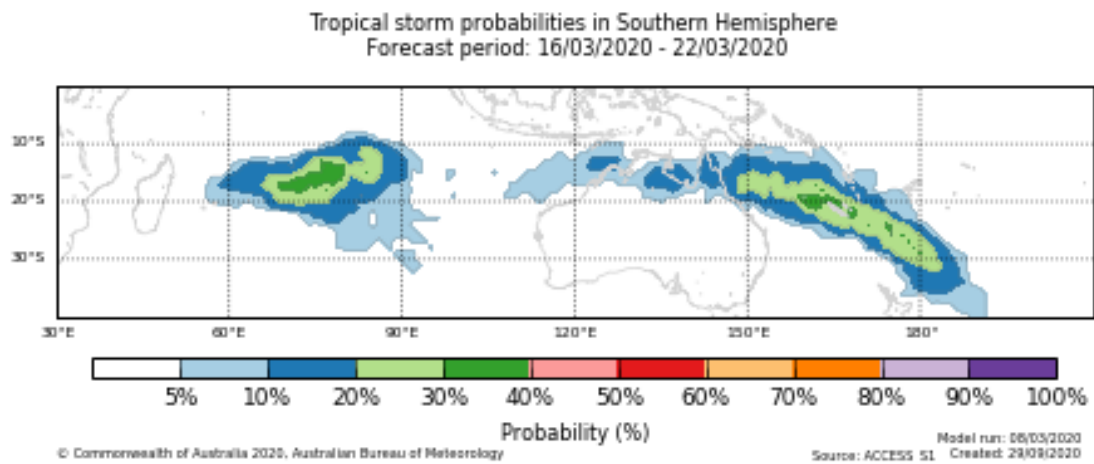 Tropical storm probabilities in Southern Hemisphere
Forecast period: 16/03/2020 - 22/03/2020
10°S
20°S
30°S
30°E 60°E 90°E 120°E 150°E 180°
5% 10% 20% 30% 40% 50% 60% 70% 80% 90% 100%
Probability (%)
Model run: 08/03/2020
© Commonwealth of Australia 2020, Australian Bureau of Meteorology Source: ACCESS_S1 Created: 29/09/2020